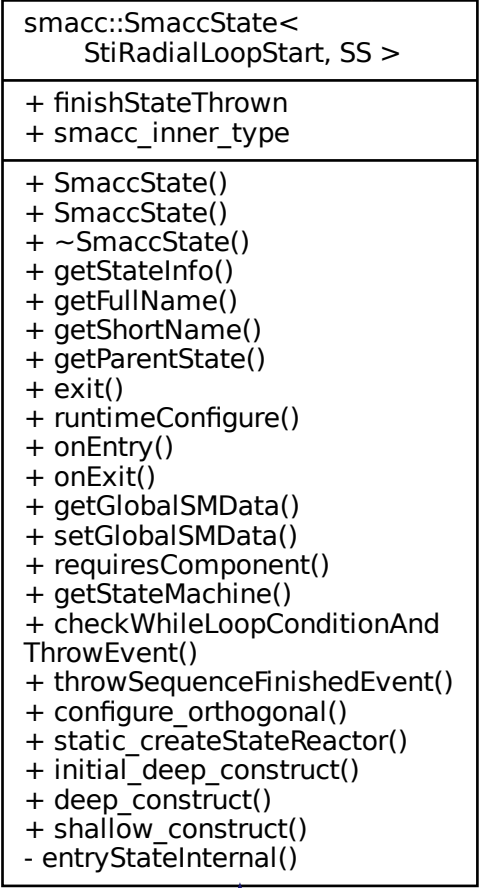 smacc::SmaccState<
StiRadialLoopStart, SS >
+ finishStateThrown
+ smacc_inner_type
+ SmaccState()
+ SmaccState()
+ ~SmaccState()
+ getStateInfo()
+ getFullName()
+ getShortName()
+ getParentState()
+ exit()
+ runtimeConfigure()
+ onEntry()
+ onExit()
+ getGlobalSMData()
+ setGlobalSMData()
+ requiresComponent()
+ getStateMachine()
+ checkWhileLoopConditionAnd
ThrowEvent()
+ throwSequenceFinishedEvent()
+ configure_orthogonal()
+ static_createStateReactor()
+ initial_deep_construct()
+ deep_construct()
+ shallow_construct()
- entryStateInternal()